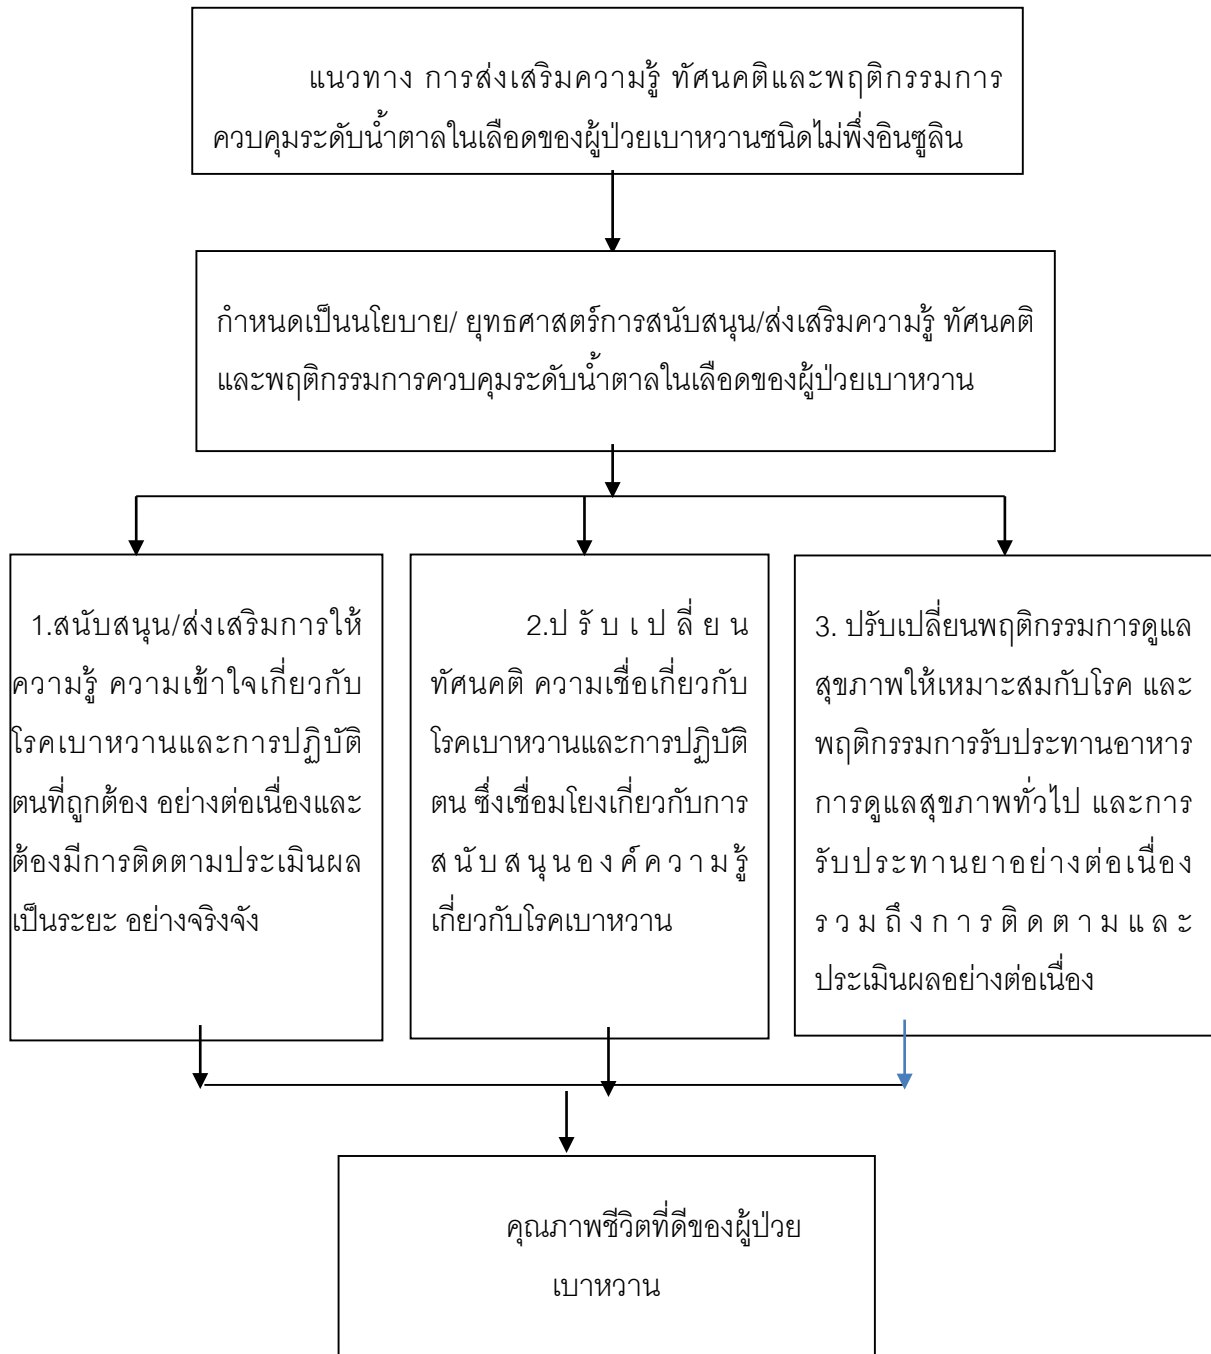 แนวทาง การส่งเสริมความรู้ ทัศนคติและพฤติกรรมการ
ควบคุมระดับน้ำตาลในเลือดของผู้ป่วยเบาหวานชนิดไม่พึ่งอินซูลิน
กำหนดเป็นนโยบาย/ ยุทธศาสตร์การสนับสนุน/ส่งเสริมความรู้ ทัศนคติ
และพฤติกรรมการควบคุมระดับน้ำตาลในเลือดของผู้ป่วยเบาหวาน
1.สนับสนุน/ส่งเสริมการให้
ความรู้ ความเข้าใจเกี่ยวกับ
โรคเบาหวานและการปฏิบัติ
ตนที่ถูกต้อง อย่างต่อเนื่องและ
ต้องมีการติดตามประเมินผล
เป็นระยะ อย่างจริงจัง
2.ปรับเปลี่ยน
ทัศนคติ ความเชื่อเกี่ยวกับ
โรคเบาหวานและการปฏิบัติ
ตน ซึ่งเชื่อมโยงเกี่ยวกับการ
สนับสนุนองค์ความรู้
เกี่ยวกับโรคเบาหวาน
3. ปรับเปลี่ยนพฤติกรรมการดูแล
สุขภาพให้เหมาะสมกับโรค และ
พฤติกรรมการรับประทานอาหาร
การดูแลสุขภาพทั่วไป และการ
รับประทานยาอย่างต่อเนื่อง
รวมถึงการติดตามและ
ประเมินผลอย่างต่อเนื่อง
คุณภาพชีวิตที่ดีของผู้ป่วย
เบาหวาน